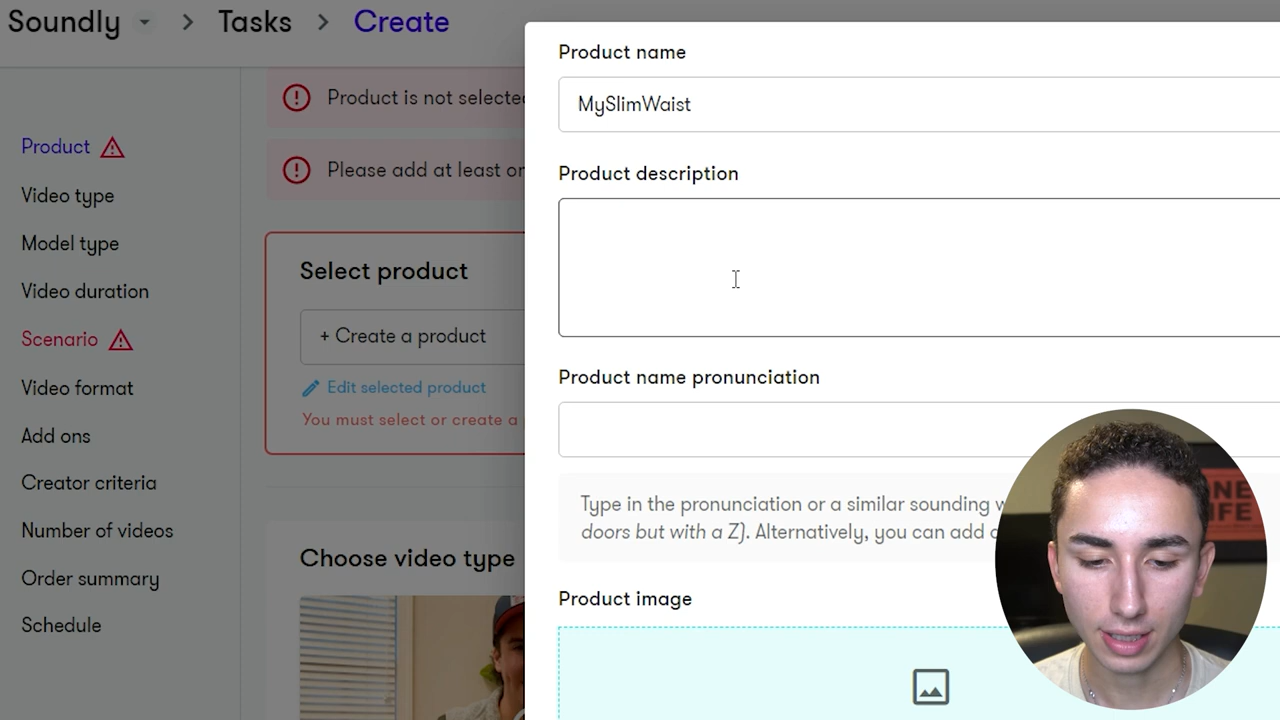 Soundly > Tasks > Create
Product
Video type
Model type
Video duration
Scenario
Video format
Add ons
Creator criteria
Number of videos
Order summary
Schedule
Product is not selected
Please add at least
Select product
+ Create a product
Edit selected product
You must select or create a
Choose video type
Product name
MySlimWaist
Product description
Product name pronunciation
Type in the pronunciation or a similar sounding
doors but with a Z). Alternatively, you can add
Product image